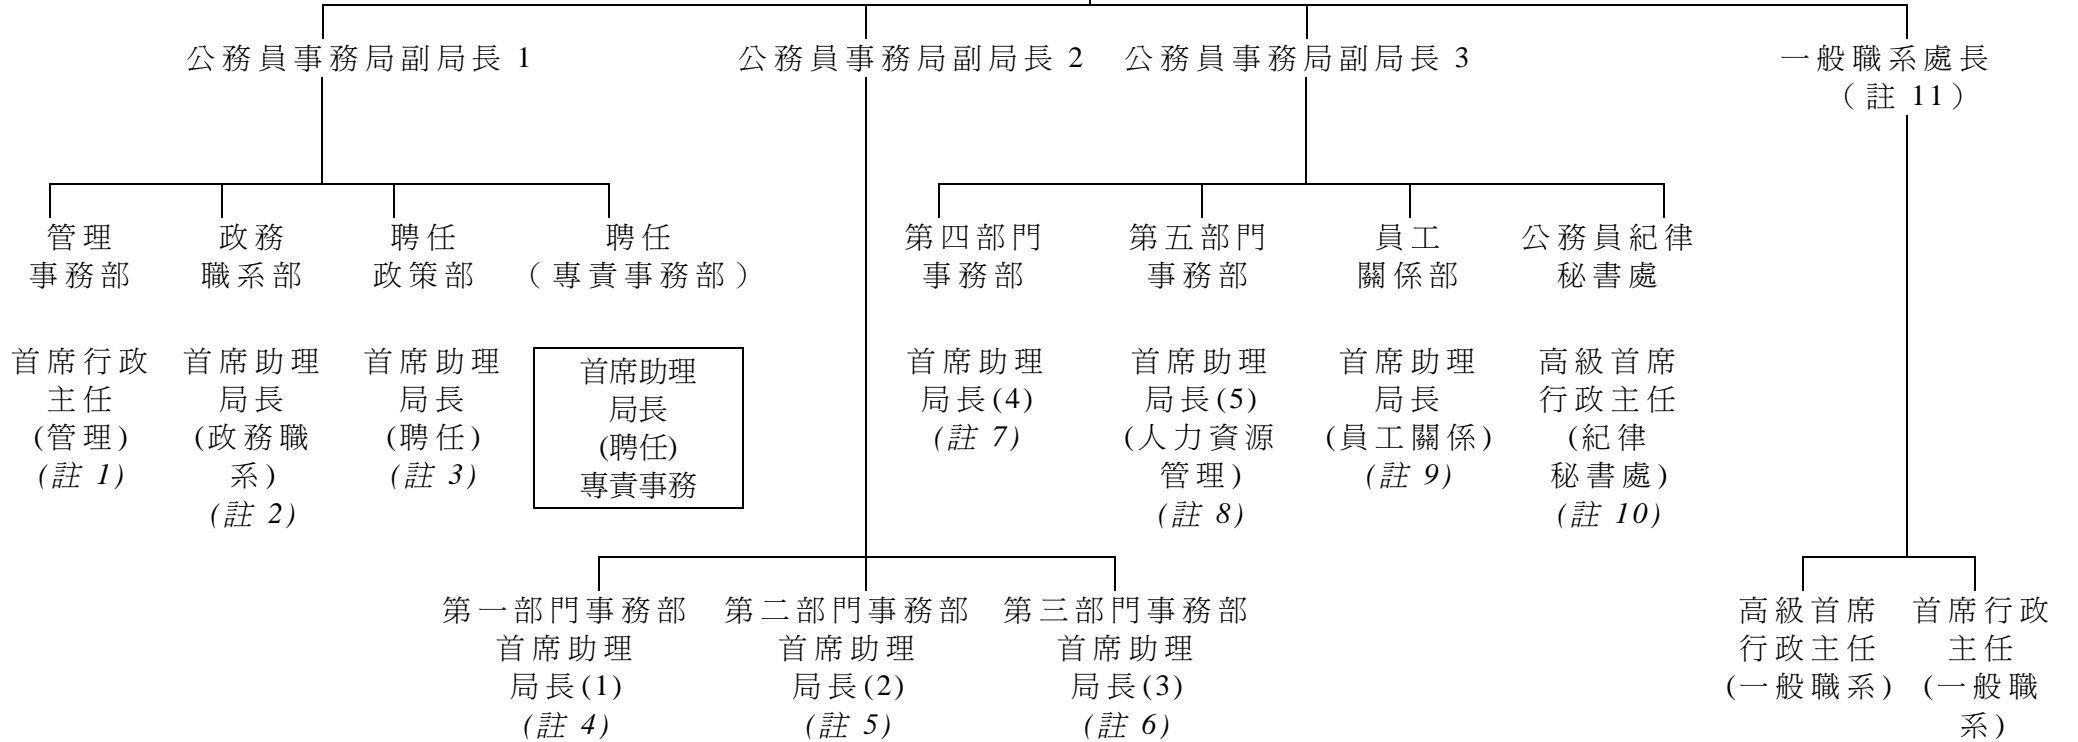 公務員事務局副局長 1
公務員事務局副局長 2
公務員事務局副局長 3
一般職系處長
（註 11）
管理
事務部
政務
職系部
聘任
政策部
聘任
（專責事務部）
第四部門
事務部
第五部門
事務部
員工
關係部
公務員紀律
秘書處
首席行政
主任
(管理)
(註 1)
首席助理
局長
(政務職
系)
(註 2)
首席助理
局長
(聘任)
(註 3)
首席助理
局長
(聘任)
專責事務
首席助理
局長(4)
(註 7)
首席助理
局長(5)
(人力資源
管理)
(註 8)
首席助理
局長
(員工關係)
(註 9)
高級首席
行政主任
(紀律
秘書處)
(註 10)
第一部門事務部
首席助理
局長(1)
(註 4)
第二部門事務部
首席助理
局長(2)
(註 5)
第三部門事務部
首席助理
局長(3)
(註 6)
高級首席
行政主任
(一般職系)
首席行政
主任
(一般職
系)